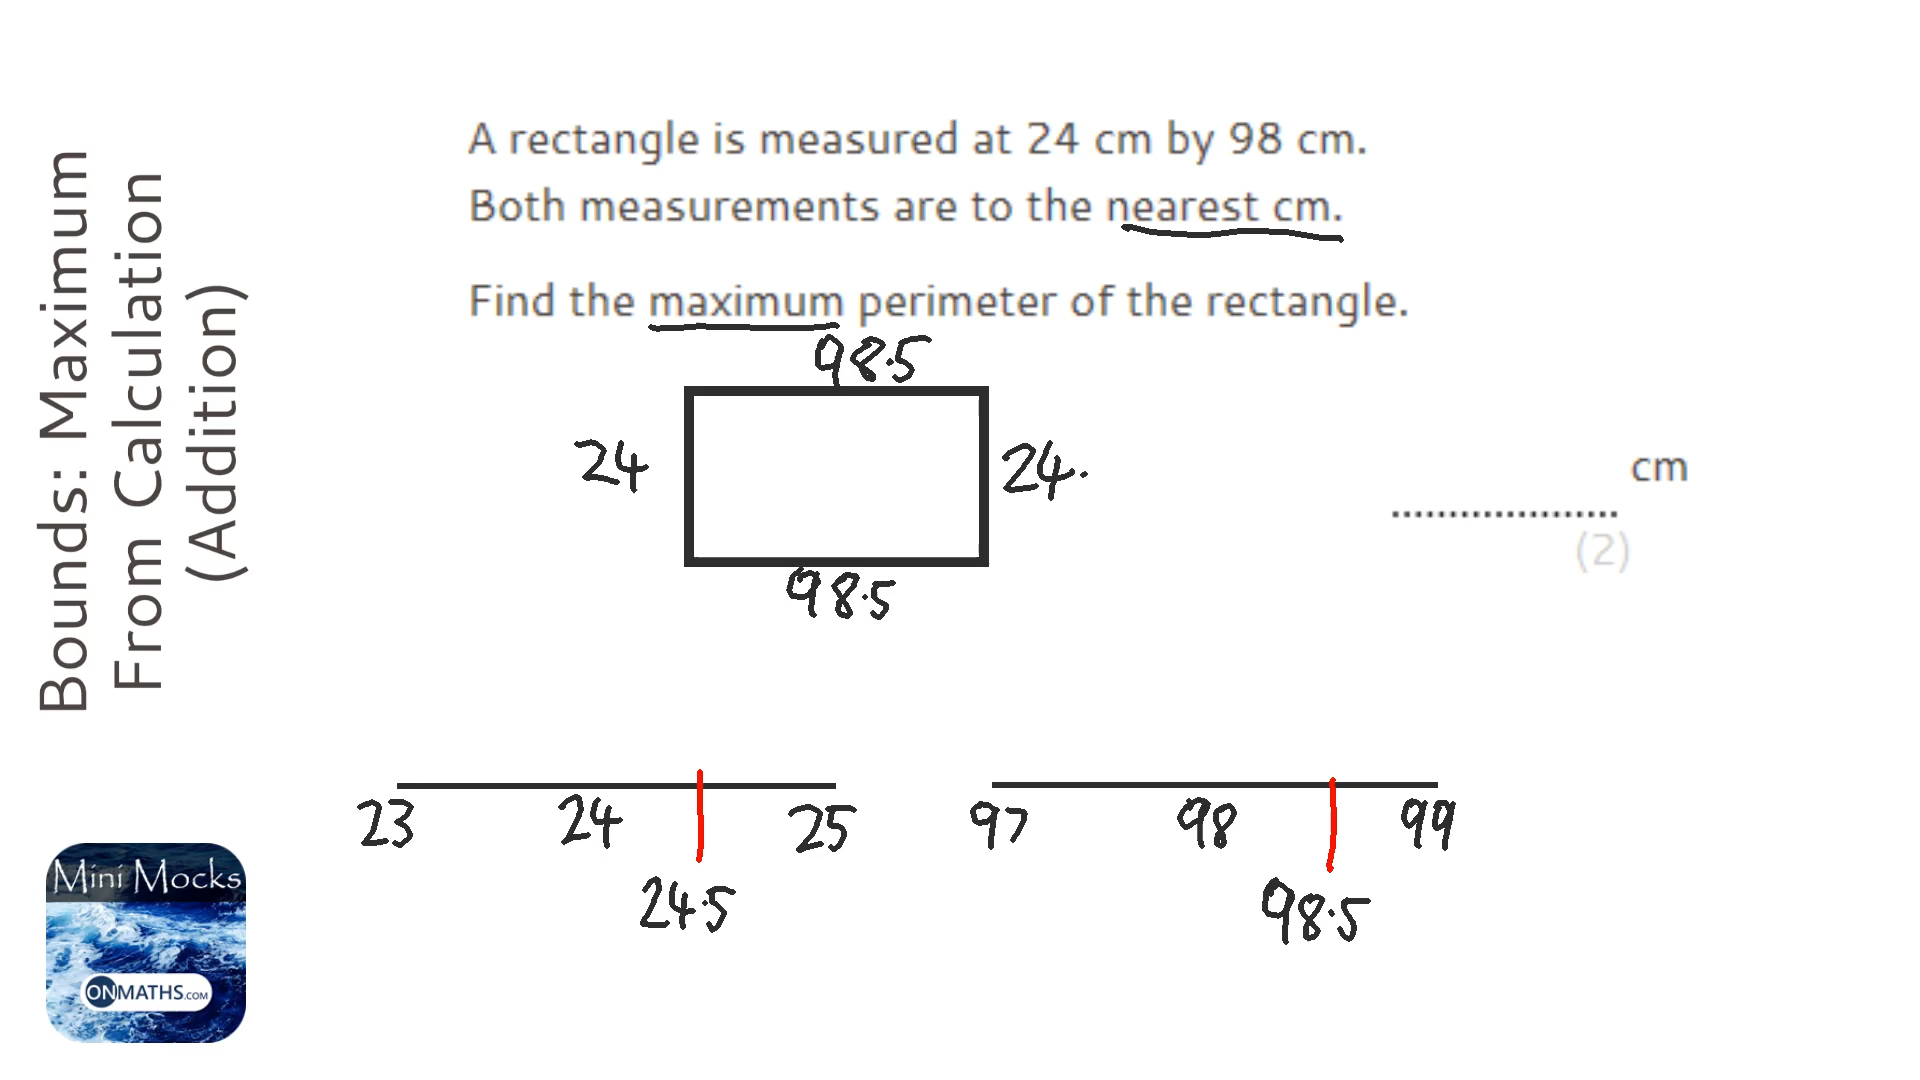 Bounds: Maximum
From Calculation
(Addition)
A rectangle is measured at 24 cm by 98 cm.
Both measurements are to the nearest cm.
Find the maximum perimeter of the rectangle.
98.5
24
24.
98.5
cm
....................
(2)
23 24 25
24.5
97 98 99
98.5
Mini Mocks
ONMATHS.COM